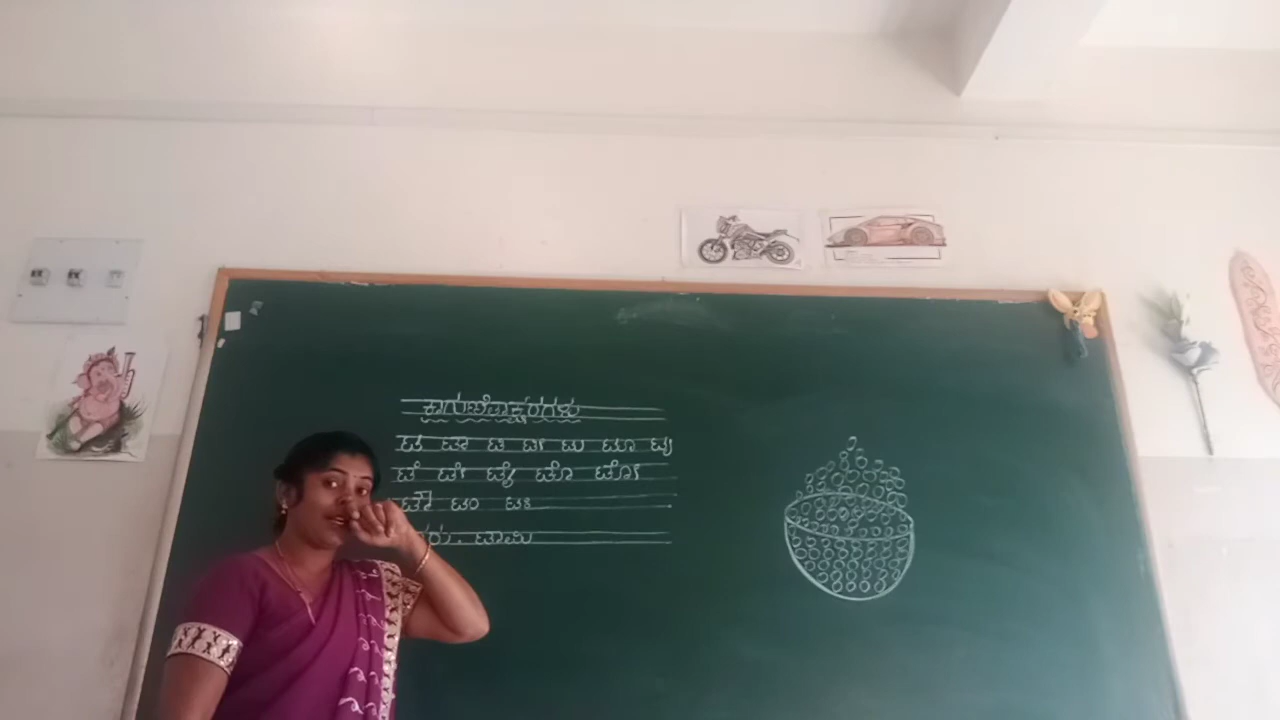 ಕಾಗುಣಿತಾಕ್ಷರಗಳು
ತ ತಾ ತಿ ತೀ ತು ತೂ ತೃ
ತೆ ತೇ ತೈ ತೊ ತೋ
ತೌ ತಂ ತಃ
ತಾಯಿ